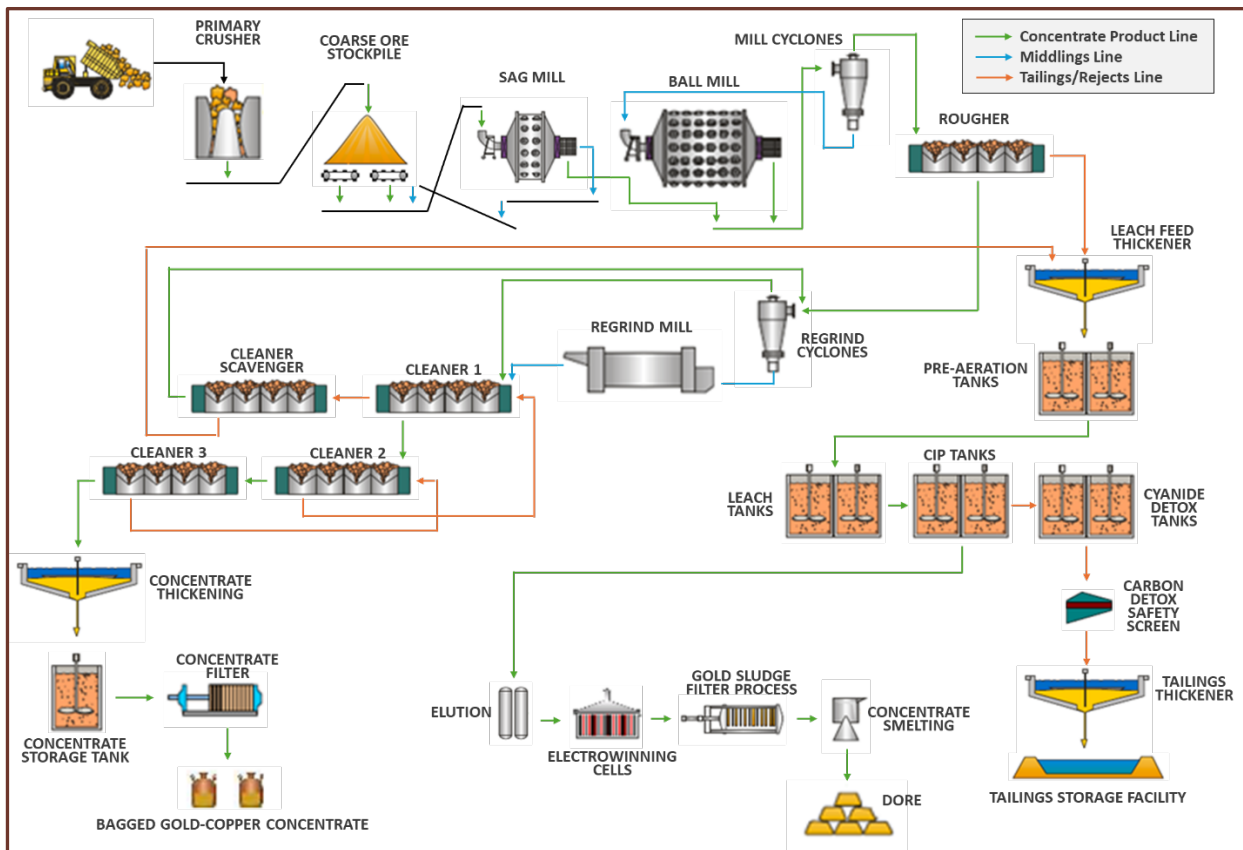 PRIMARY
CRUSHER
COARSE ORE
STOCKPILE
SAG MILL
BALL MILL
MILL CYCLONES
Concentrate Product Line
Middlings Line
Tailings/Rejects Line
ROUGHER
LEACH FEED
THICKENER
REGRIND MILL
REGRIND
CYCLONES
CLEANER
SCAVENGER
CLEANER 1
PRE-AERATION
TANKS
CLEANER 3
CLEANER 2
LEACH
TANKS
CIP TANKS
CYANIDE
DETOX
TANKS
CONCENTRATE
THICKENING
CARBON
DETOX
SAFETY
SCREEN
CONCENTRATE
FILTER
CONCENTRATE
STORAGE TANK
ELUTION
ELECTROWINNING
CELLS
GOLD SLUDGE
FILTER PROCESS
CONCENTRATE
SMELTING
TAILINGS
THICKENER
TAILINGS STORAGE FACILITY
DORE
BAGGED GOLD-COPPER CONCENTRATE